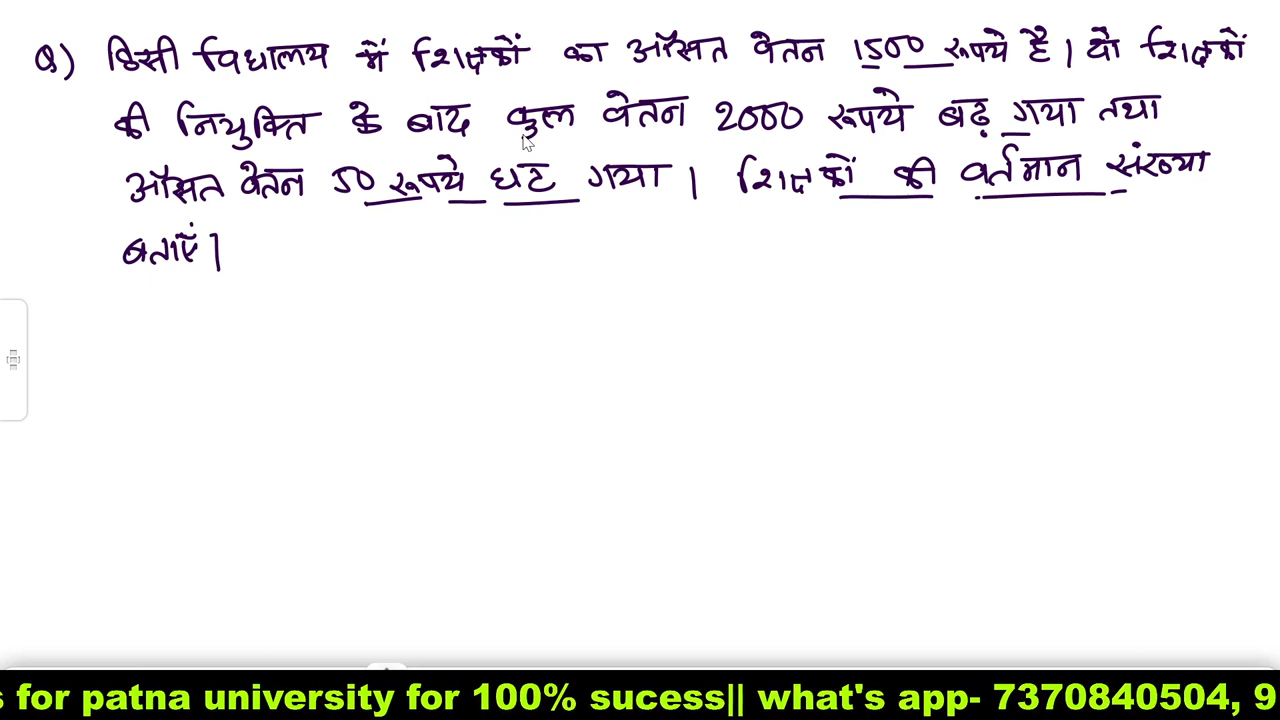 Q) किसी विद्यालय में शिक्षकों का औसत वेतन 1500 रूपये है। दो शिक्षकों
की नियुक्ति के बाद कुल वेतन 2000 रूपये बढ़ गया तथा
औसत वेतन 50 रूपये घट गया। शिक्षकों की वर्तमान संख्या
बताएँ।
s for patna university for 100% sucess|| what's app- 7370840504, 9